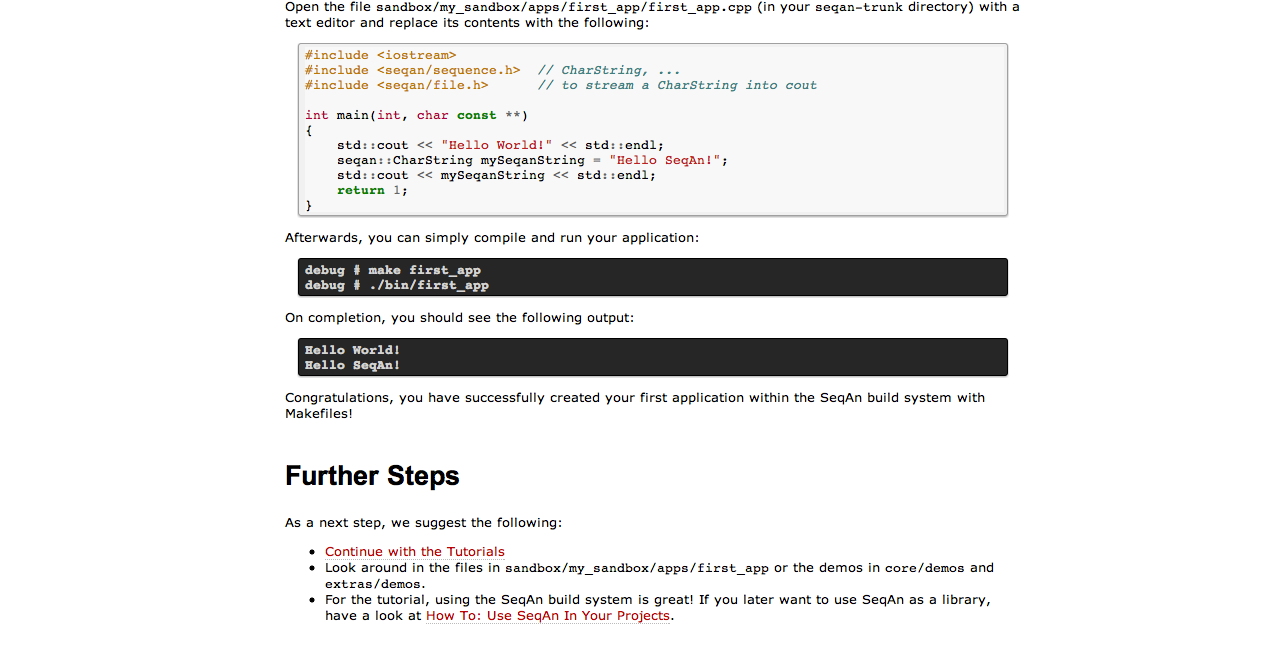 Open the file sandbox/my_sandbox/apps/first_app/first_app.cpp (in your seqan-trunk directory) with a
text editor and replace its contents with the following:
#include <iostream>
#include <seqan/sequence.h>  // CharString, ...
#include <seqan/file.h>      // to stream a CharString into cout
int main(int, char const **)
{
    std::cout << "Hello World!" << std::endl;
    seqan::CharString mySeqanString = "Hello SeqAn!";
    std::cout << mySeqanString << std::endl;
    return 1;
}
Afterwards, you can simply compile and run your application:
debug # make first_app
debug # ./bin/first_app
On completion, you should see the following output:
Hello World!
Hello SeqAn!
Congratulations, you have successfully created your first application within the SeqAn build system with
Makefiles!
Further Steps
As a next step, we suggest the following:
• Continue with the Tutorials
• Look around in the files in sandbox/my_sandbox/apps/first_app or the demos in core/demos and
extras/demos.
• For the tutorial, using the SeqAn build system is great! If you later want to use SeqAn as a library,
have a look at How To: Use SeqAn In Your Projects.